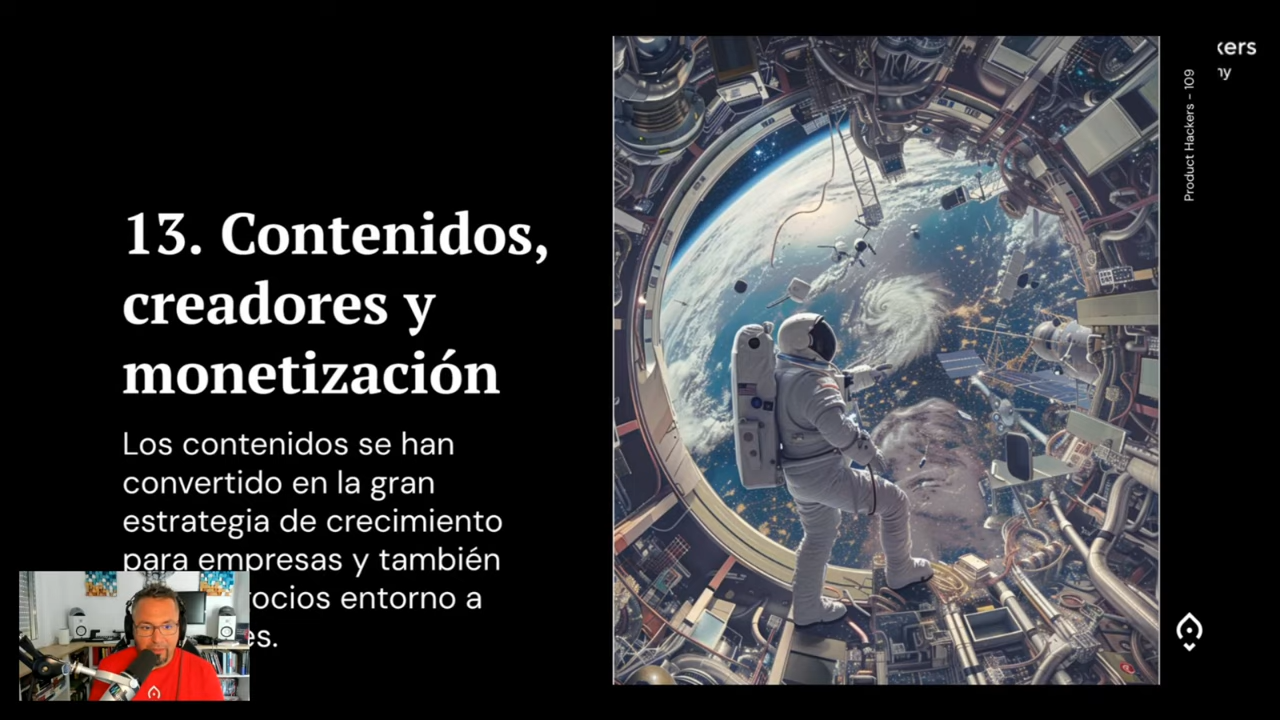 13. Contenidos,
creadores y
monetización
Los contenidos se han
convertido en la gran
estrategia de crecimiento
para empresas y también
entorno a
Product Hackers – 109